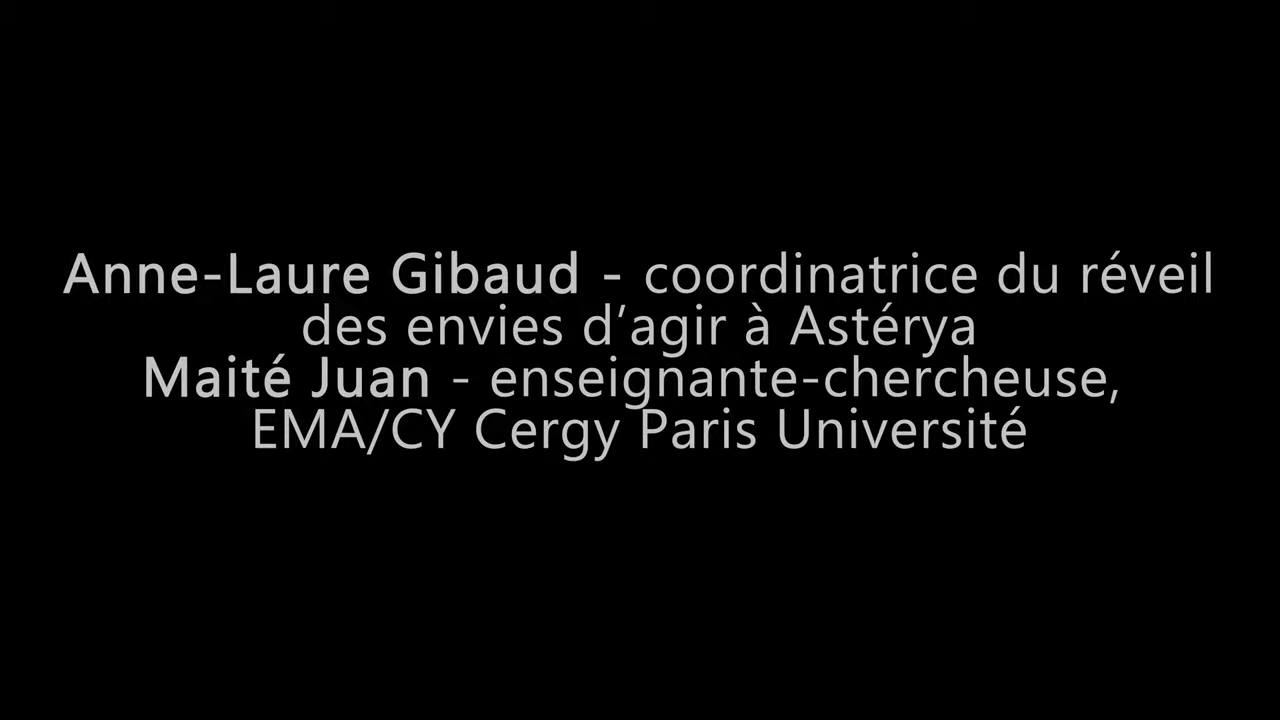 Anne-Laure Gibaud - coordinatrice du réveil
des envies d’agir à Astérya
Maité Juan - enseignante-chercheuse,
EMA/CY Cergy Paris Université